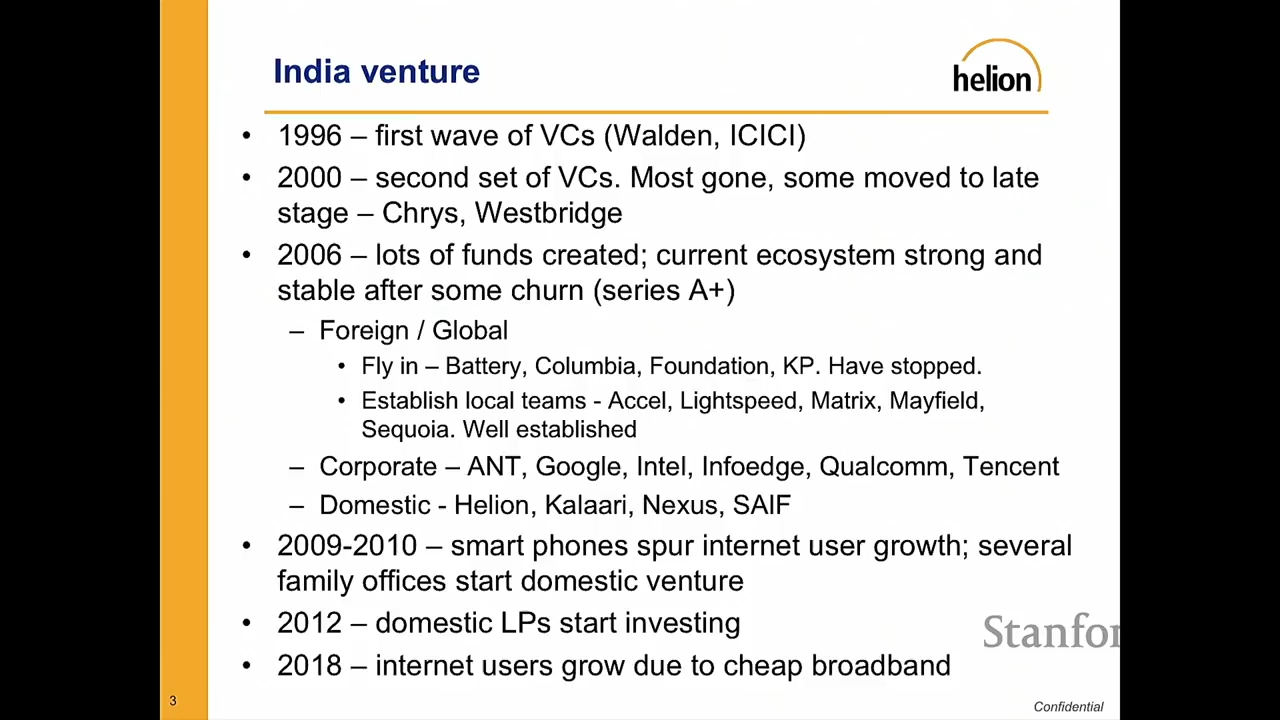 India venture
helion
• 1996 – first wave of VCs (Walden, ICICI)
• 2000 – second set of VCs. Most gone, some moved to late
stage – Chrys, Westbridge
• 2006 – lots of funds created; current ecosystem strong and
stable after some churn (series A+)
– Foreign / Global
• Fly in – Battery, Columbia, Foundation, KP. Have stopped.
• Establish local teams - Accel, Lightspeed, Matrix, Mayfield,
Sequoia. Well established
– Corporate – ANT, Google, Intel, Infoedge, Qualcomm, Tencent
– Domestic - Helion, Kalaari, Nexus, SAIF
• 2009-2010 – smart phones spur internet user growth; several
family offices start domestic venture
• 2012 – domestic LPs start investing
Stanfor
• 2018 – internet users grow due to cheap broadband
3
Confidential